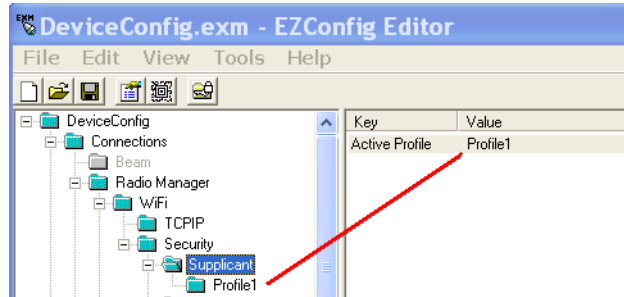 DeviceConfig.exm - EZConfig Editor
File Edit View Tools Help
DeviceConfig
Connections
Beam
Radio Manager
WiFi
TCPIP
Security
Supplicant
Profile1
Key Value
Active Profile Profile1